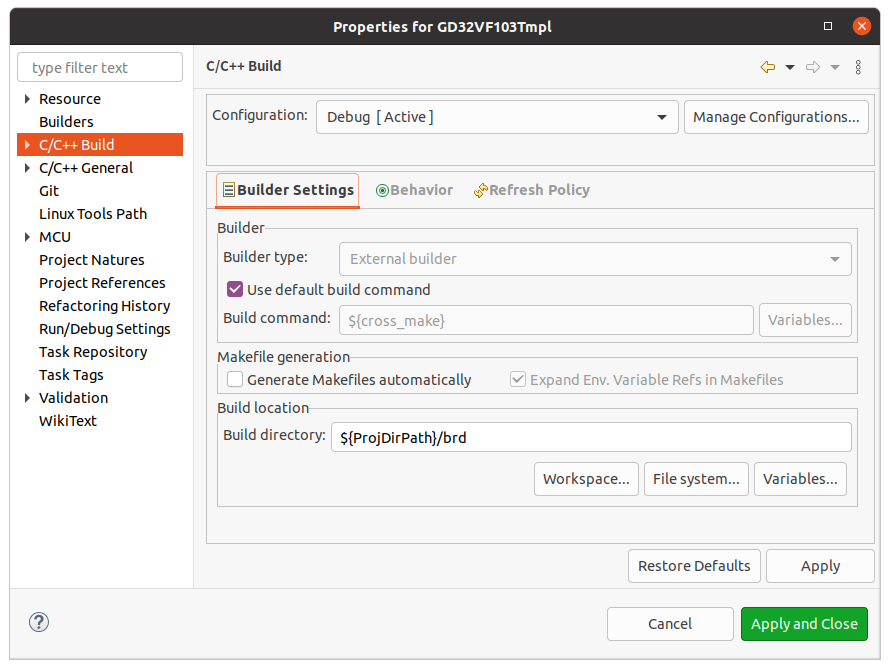 Properties for GD32VF103Tmpl
type filter text
Resource
Builders
C/C++ Build
C/C++ General
Git
Linux Tools Path
MCU
Project Natures
Project References
Refactoring History
Run/Debug Settings
Task Repository
Task Tags
Validation
WikiText
C/C++ Build
Configuration: Debug [ Active ] Manage Configurations...
Builder Settings Behavior Refresh Policy
Builder
Builder type: External builder
Use default build command
Build command: ${cross_make} Variables...
Makefile generation
Generate Makefiles automatically Expand Env. Variable Refs in Makefiles
Build location
Build directory: ${ProjDirPath}/brd
Workspace... File system... Variables...
Restore Defaults Apply
? Cancel Apply and Close